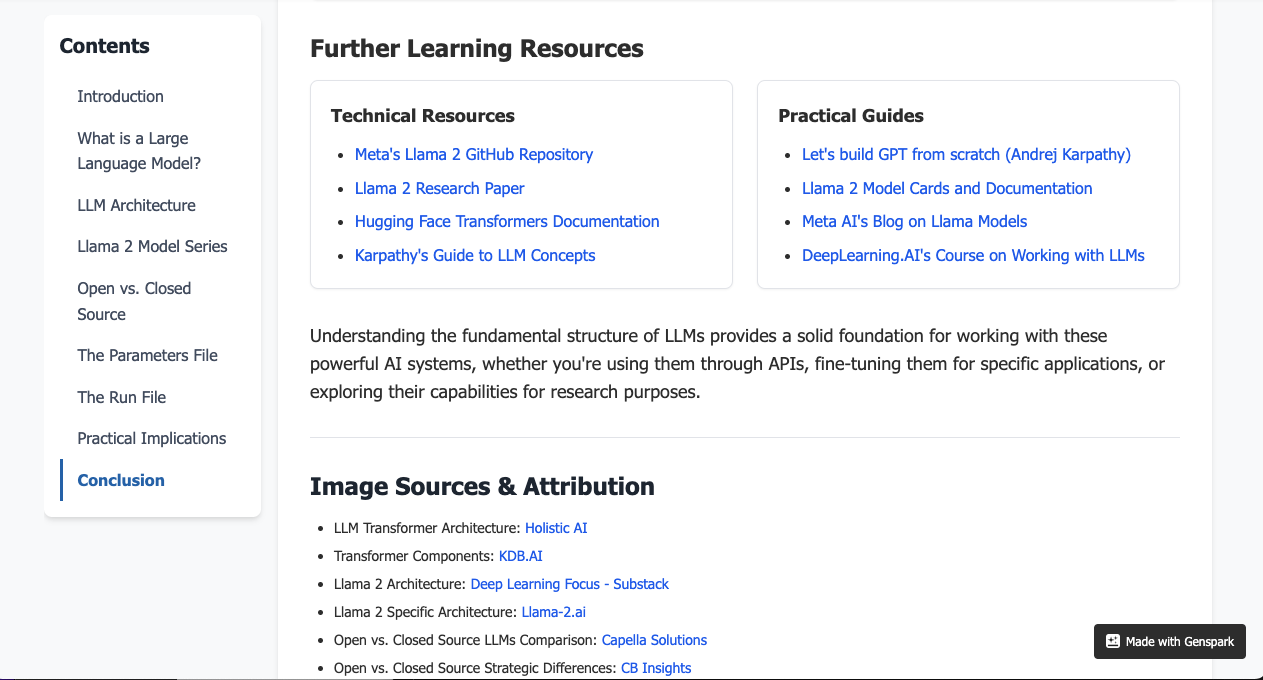 Contents
Introduction
What is a Large
Language Model?
LLM Architecture
Llama 2 Model Series
Open vs. Closed
Source
The Parameters File
The Run File
Practical Implications
Conclusion
Further Learning Resources
Technical Resources
Meta's Llama 2 GitHub Repository
Llama 2 Research Paper
Hugging Face Transformers Documentation
Karpathy's Guide to LLM Concepts
Practical Guides
Let's build GPT from scratch (Andrej Karpathy)
Llama 2 Model Cards and Documentation
Meta AI's Blog on Llama Models
DeepLearning.AI's Course on Working with LLMs
Understanding the fundamental structure of LLMs provides a solid foundation for working with these
powerful AI systems, whether you're using them through APIs, fine-tuning them for specific applications, or
exploring their capabilities for research purposes.
Image Sources & Attribution
LLM Transformer Architecture: Holistic AI
Transformer Components: KDB.AI
Llama 2 Architecture: Deep Learning Focus - Substack
Llama 2 Specific Architecture: Llama-2.ai
Open vs. Closed Source LLMs Comparison: Capella Solutions
Open vs. Closed Source Strategic Differences: CB Insights
Made with Genspark